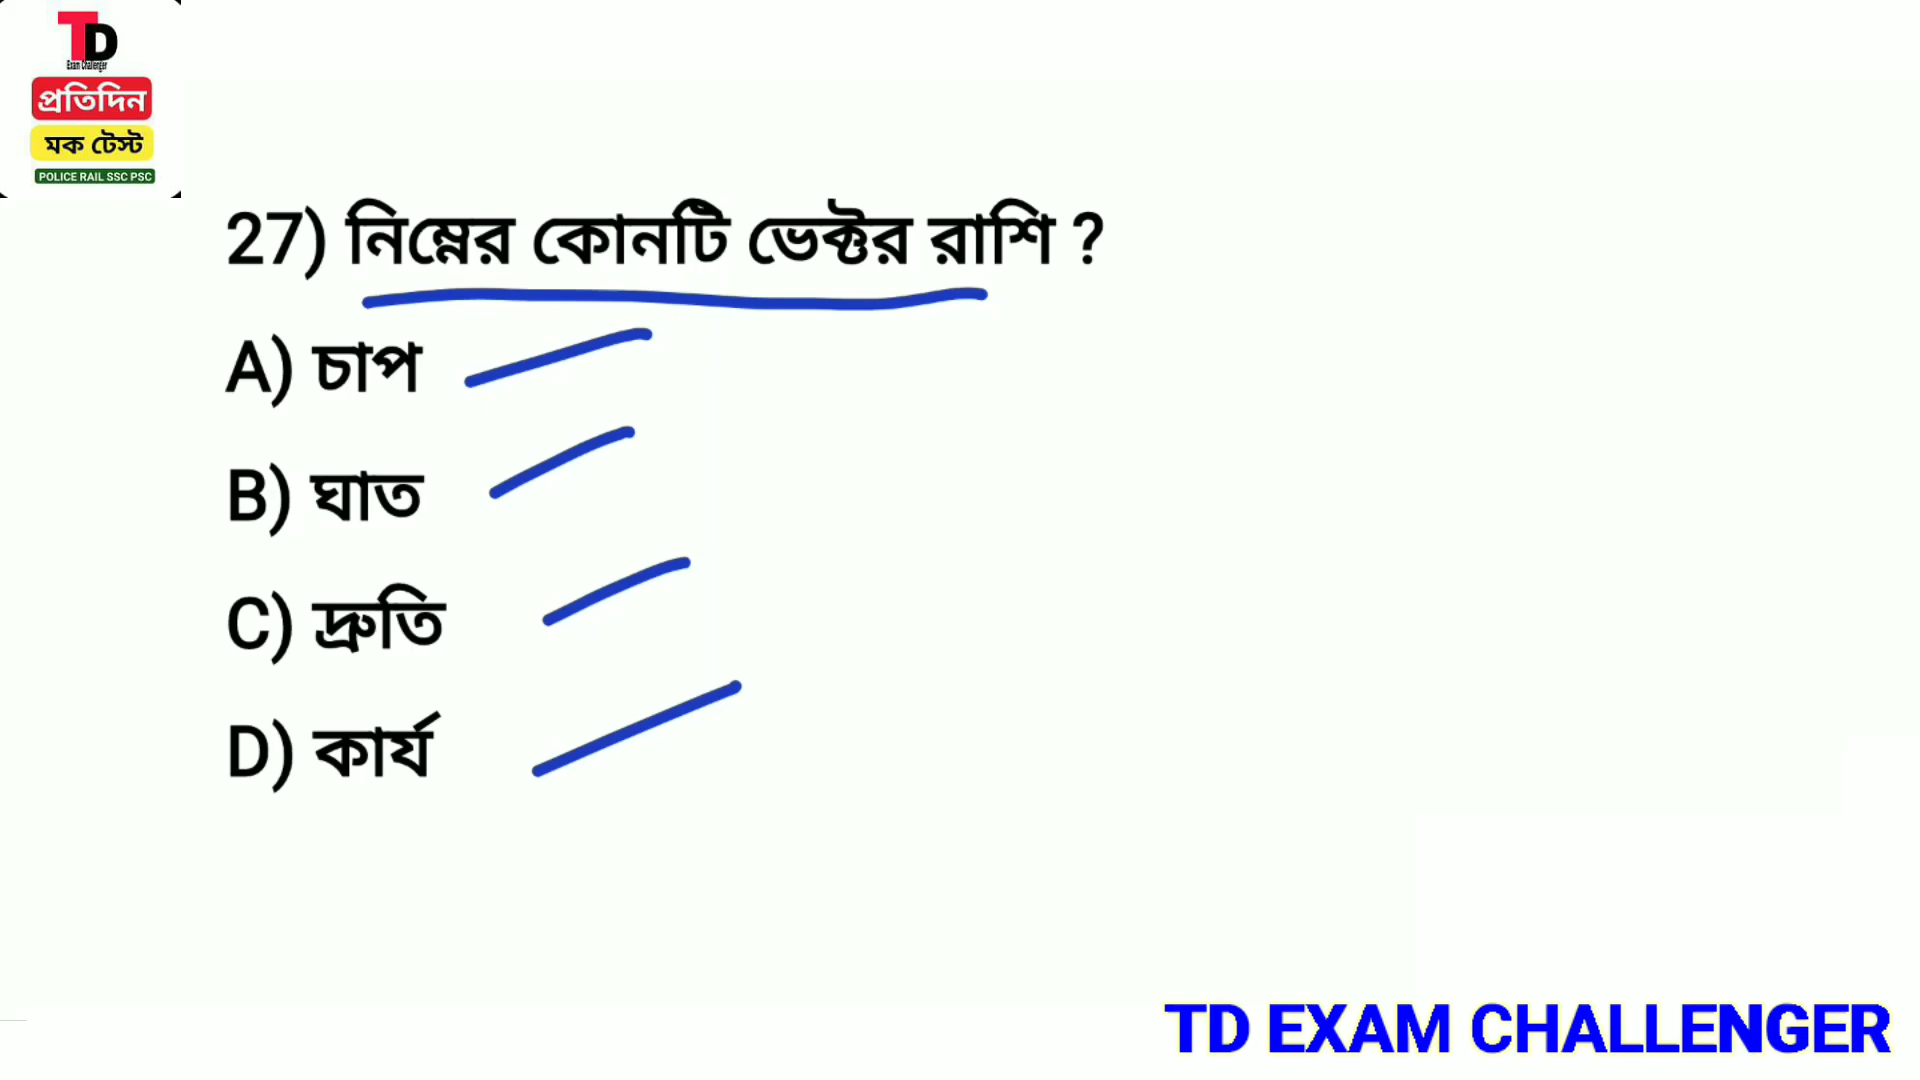 TD
Exam Challenger
প্রতিদিন
মক টেস্ট
POLICE RAIL SSC PSC
27) নিম্নের কোনটি ভেক্টর রাশি ?
A) চাপ
B) ঘাত
C) দ্রুতি
D) কার্য
TD EXAM CHALLENGER